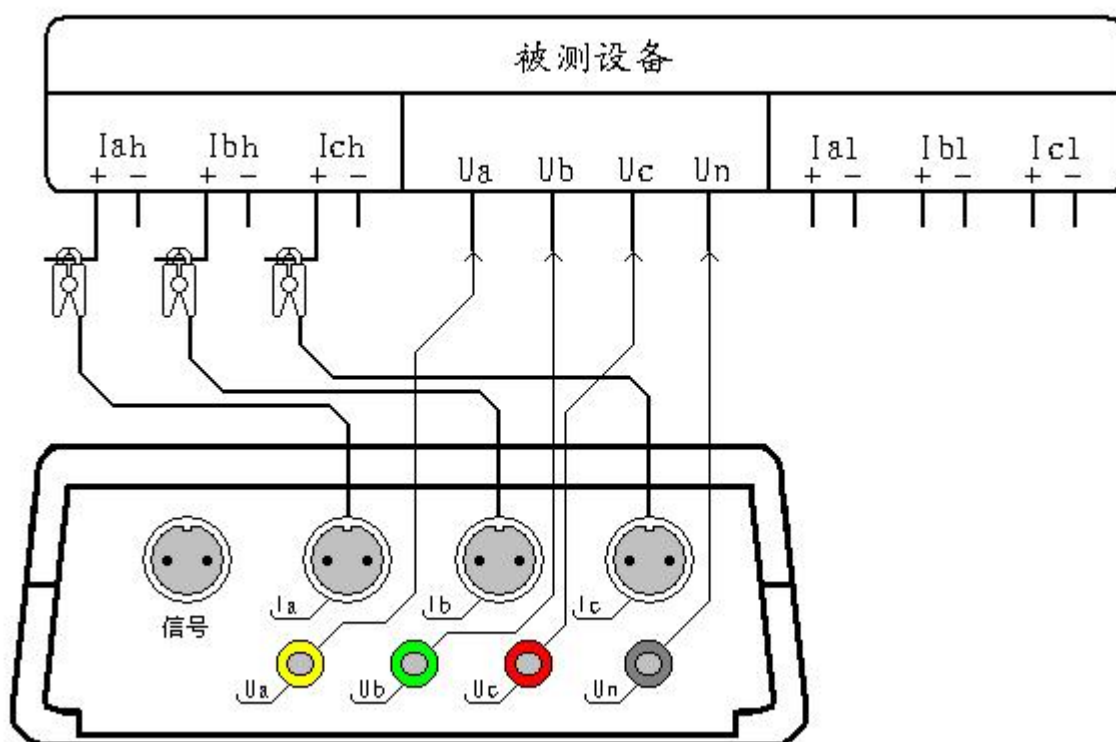 被测设备
Iah Ibh Ich
+ - + - + -
Ua Ub Uc Un
Ial Ibl Icl
+ - + - + -
信号
Ia Ib Ic
Ua Ub Uc Un